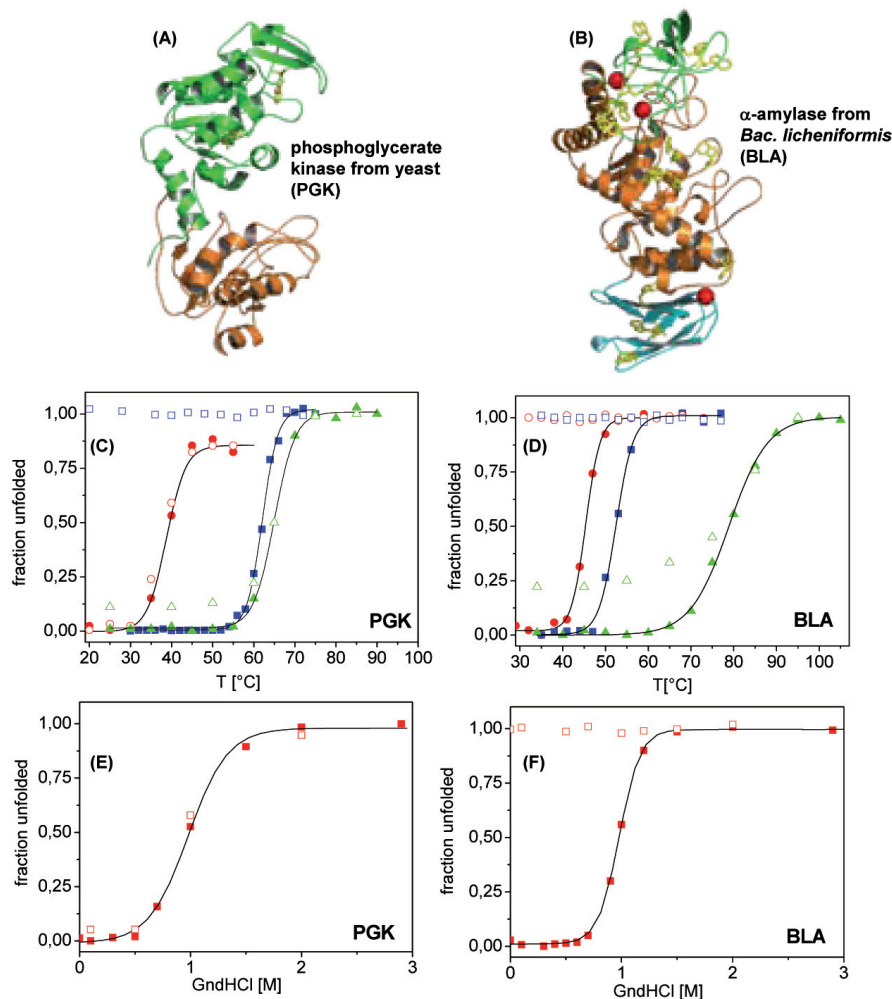 (A)
phosphoglycerate
kinase from yeast
(PGK)
(B)
α-amylase from
Bac. licheniformis
(BLA)
1,00
0,75
0,50
0,25
0,00
fraction unfolded
(C)
PGK
20 30 40 50 60 70 80 90 100
T [°C]
1,00
0,75
0,50
0,25
0,00
fraction unfolded
(D)
BLA
30 40 50 60 70 80 90 100
T[°C]
1,00
0,75
0,50
0,25
0,00
fraction unfolded
(E)
PGK
0 1 2 3
GndHCl [M]
1,00
0,75
0,50
0,25
0,00
fraction unfolded
(F)
BLA
0 1 2 3
GndHCl [M]